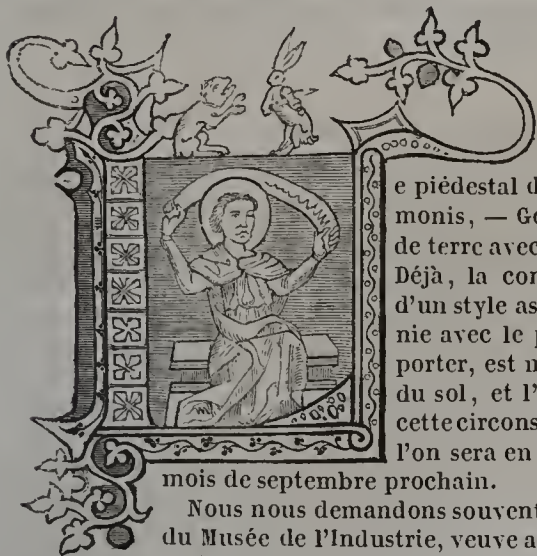 Le piédestal d
monis, — Go
de terre avec
Déjà, la con
d'un style as
nie avec le p
porter, est m
du sol, et l'
cette circons
l'on sera en
mois de septembre prochain.
Nous nous demandons souvent
du Musée de l'Industrie, veuve a